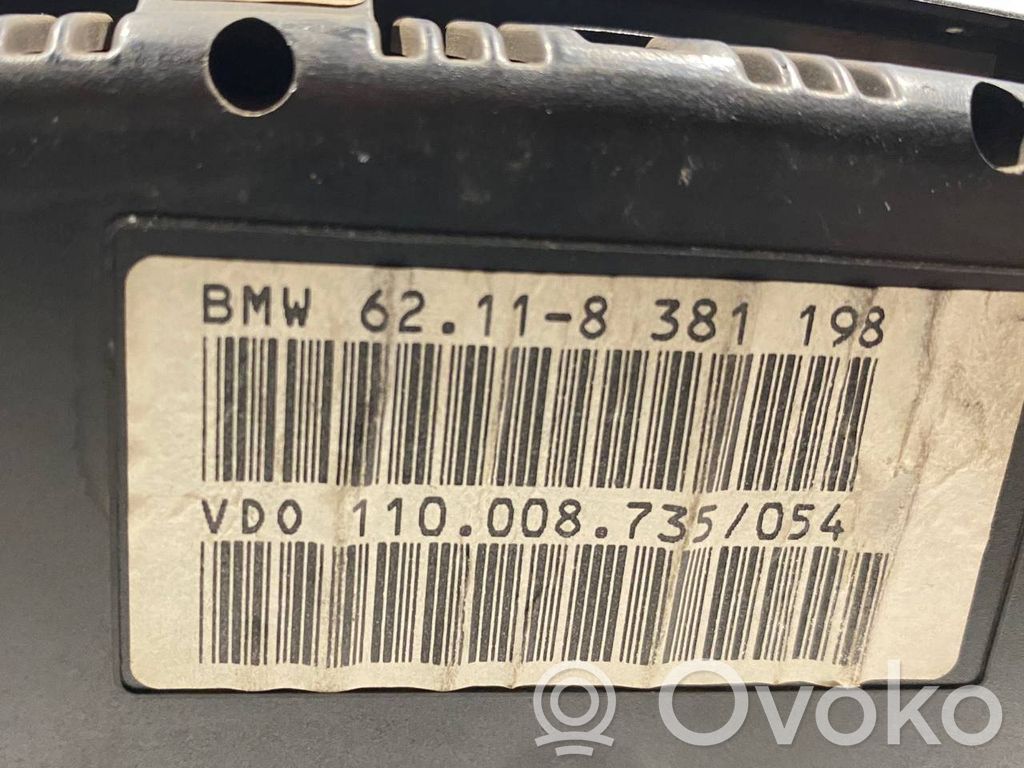 BMW 62.11-8 381 198
VDO 110.008.735/054
Ovoko